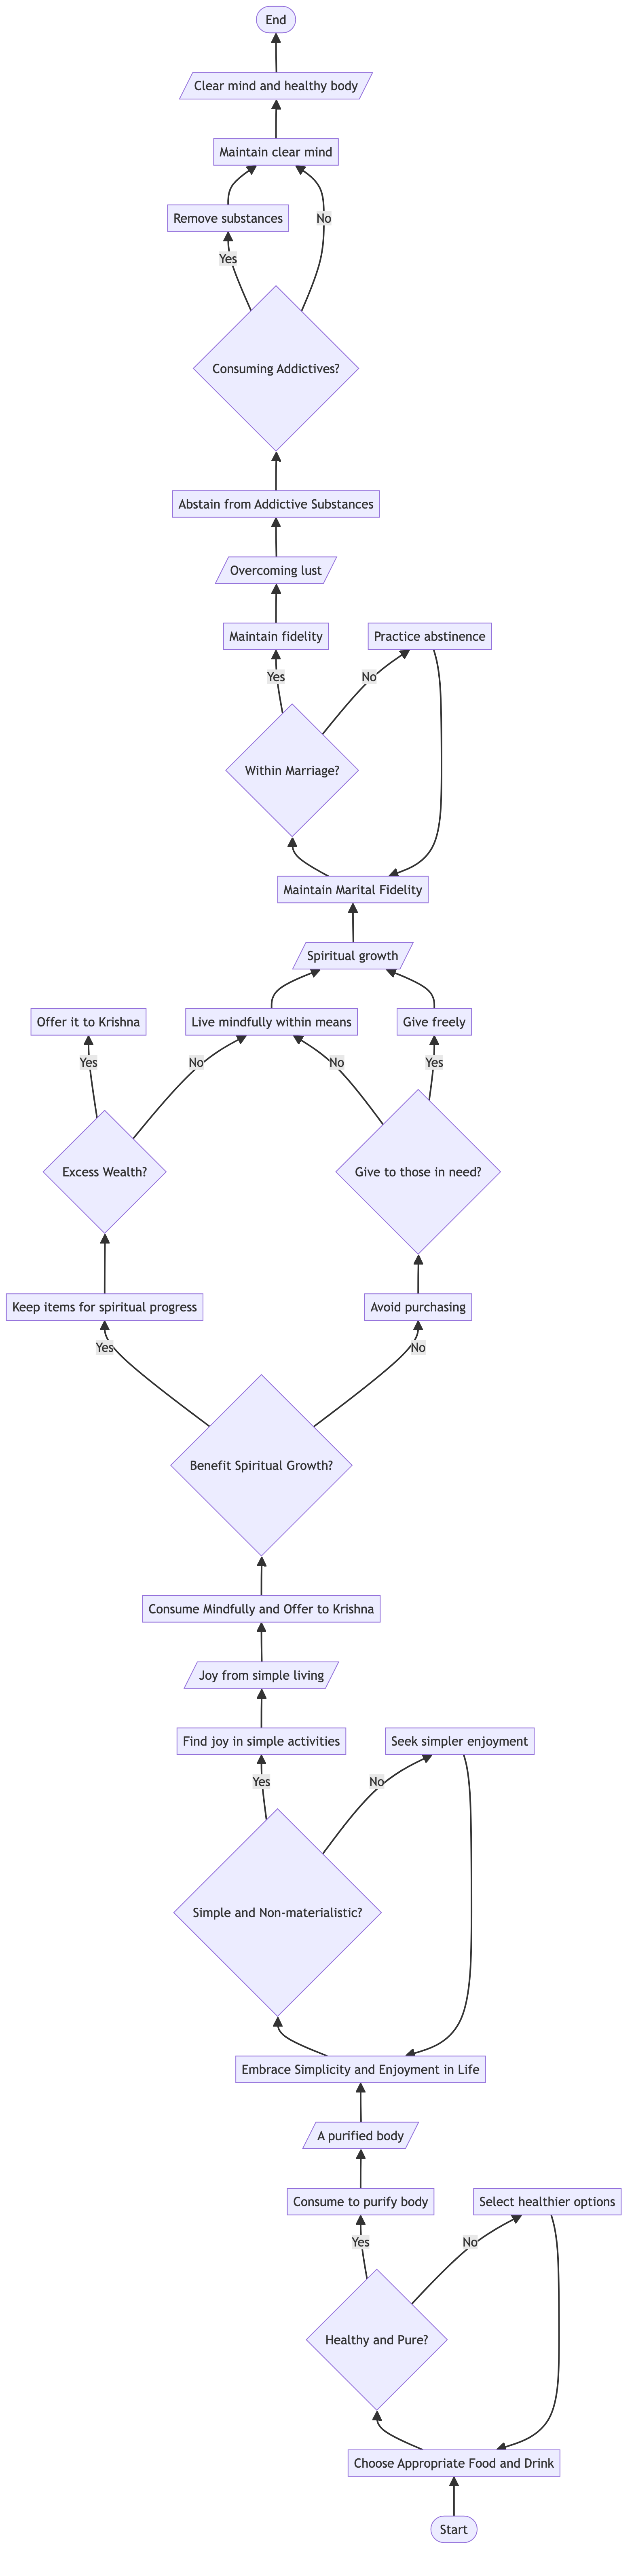 End
Clear mind and healthy body
Maintain clear mind
Remove substances
No
Yes
Consuming Addictives?
Abstain from Addictive Substances
Overcoming lust
Maintain fidelity
Practice abstinence
Yes
No
Within Marriage?
Maintain Marital Fidelity
Spiritual growth
Offer it to Krishna
Live mindfully within means
Give freely
Yes
No
No
Yes
Excess Wealth?
Give to those in need?
Keep items for spiritual progress
Avoid purchasing
Yes
No
Benefit Spiritual Growth?
Consume Mindfully and Offer to Krishna
Joy from simple living
Find joy in simple activities
Seek simpler enjoyment
Yes
No
Simple and Non-materialistic?
Embrace Simplicity and Enjoyment in Life
A purified body
Consume to purify body
Select healthier options
Yes
No
Healthy and Pure?
Choose Appropriate Food and Drink
Start